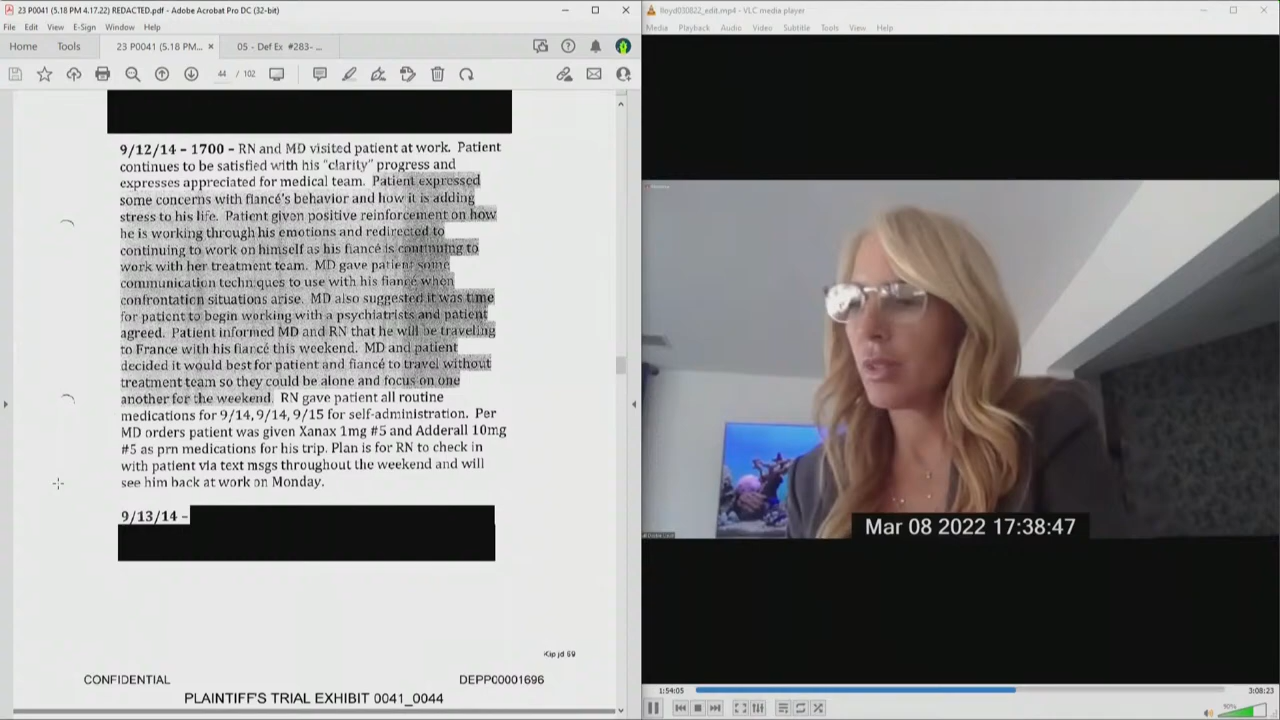 23 P0041 (5.18 PM 4.17.22) REDACTED.pdf - Adobe Acrobat Pro DC (32-bit)
File Edit View E-Sign Window Help
Home Tools 23 P0041 (5.18 PM... × 05 - Def Ex #283- ...
44 / 102
9/12/14 – 1700 – RN and MD visited patient at work. Patient
continues to be satisfied with his "clarity" progress and
expresses appreciated for medical team. Patient expressed
some concerns with fiancé's behavior and how it is adding
stress to his life. Patient given positive reinforcement on how
he is working through his emotions and redirected to
continuing to work on himself as his fiancé is continuing to
work with her treatment team. MD gave patient some
communication techniques to use with his fiancé when
confrontation situations arise. MD also suggested it was time
for patient to begin working with a psychiatrists and patient
agreed. Patient informed MD and RN that he will be traveling
to France with his fiancé this weekend. MD and patient
decided it would best for patient and fiancé to travel without
treatment team so they could be alone and focus on one
another for the weekend. RN gave patient all routine
medications for 9/14, 9/14, 9/15 for self-administration. Per
MD orders patient was given Xanax 1mg #5 and Adderall 10mg
#5 as prn medications for his trip. Plan is for RN to check in
with patient via text msgs throughout the weekend and will
see him back at work on Monday.
9/13/14 –
Kip jd 59
CONFIDENTIAL DEPP00001696
PLAINTIFF'S TRIAL EXHIBIT 0041_0044
lloyd030822_edit.mp4 - VLC media player
Media Playback Audio Video Subtitle Tools View Help
Mar 08 2022 17:38:47
1:54:05 3:08:23
90%